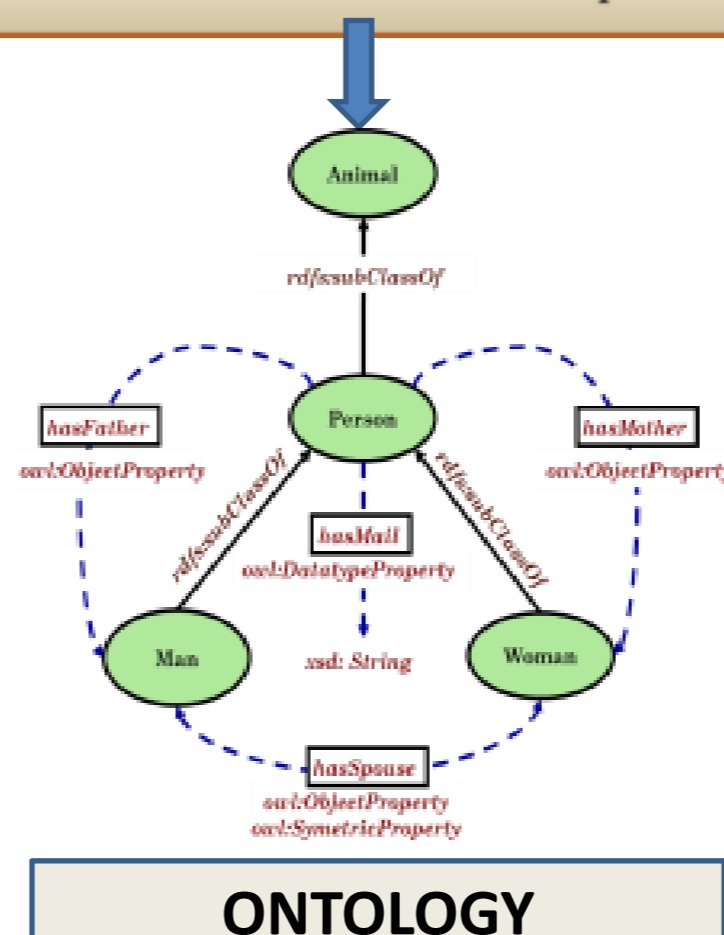 Animal
rdfs:subClassOf
Person
hasFather
owl:ObjectProperty
hasMother
owl:ObjectProperty
rdfs:subClassOf
rdfs:subClassOf
hasMail
owl:DatatypeProperty
Man
xsd: String
Woman
hasSpouse
owl:ObjectProperty
owl:SymetricProperty
ONTOLOGY